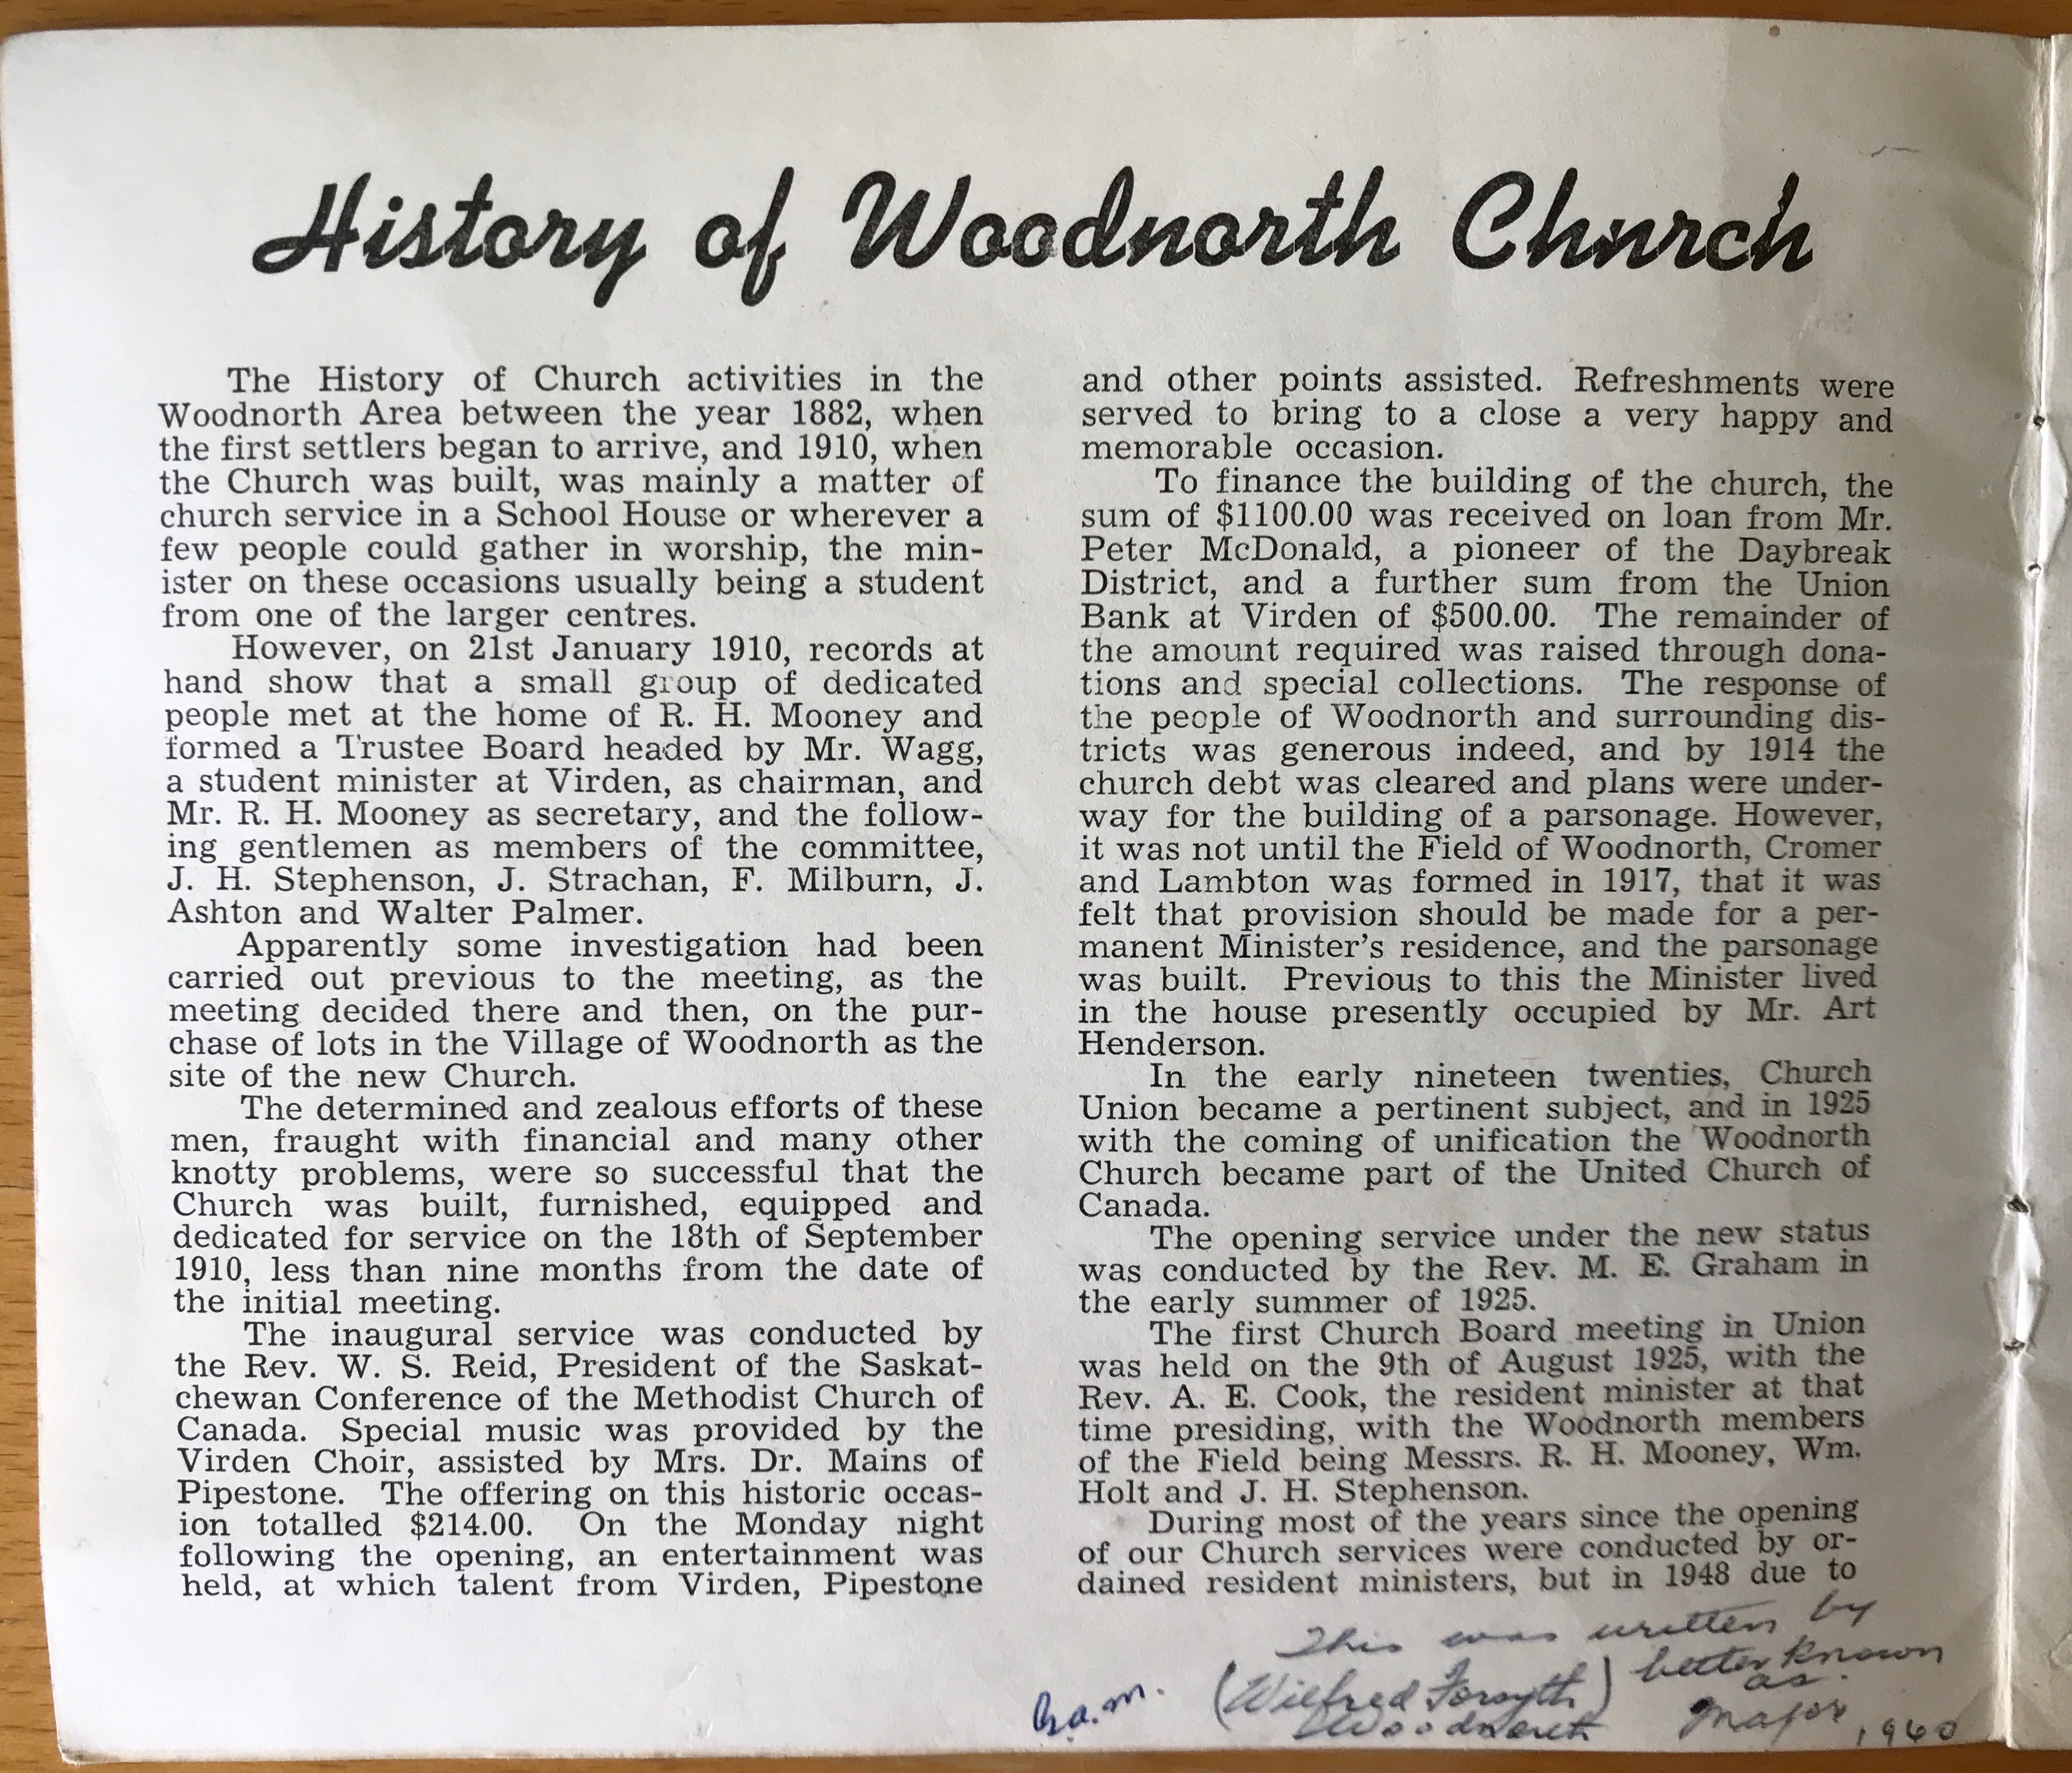 History of Woodnorth Church
The History of Church activities in the
Woodnorth Area between the year 1882, when
the first settlers began to arrive, and 1910, when
the Church was built, was mainly a matter of
church service in a School House or wherever a
few people could gather in worship, the min-
ister on these occasions usually being a student
from one of the larger centres.
However, on 21st January 1910, records at
hand show that a small group of dedicated
people met at the home of R. H. Mooney and
formed a Trustee Board headed by Mr. Wagg,
a student minister at Virden, as chairman, and
Mr. R. H. Mooney as secretary, and the follow-
ing gentlemen as members of the committee,
J. H. Stephenson, J. Strachan, F. Milburn, J.
Ashton and Walter Palmer.
Apparently some investigation had been
carried out previous to the meeting, as the
meeting decided there and then, on the pur-
chase of lots in the Village of Woodnorth as the
site of the new Church.
The determined and zealous efforts of these
men, fraught with financial and many other
knotty problems, were so successful that the
Church was built, furnished, equipped and
dedicated for service on the 18th of September
1910, less than nine months from the date of
the initial meeting.
The inaugural service was conducted by
the Rev. W. S. Reid, President of the Saskat-
chewan Conference of the Methodist Church of
Canada. Special music was provided by the
Virden Choir, assisted by Mrs. Dr. Mains of
Pipestone. The offering on this historic occas-
ion totalled $214.00. On the Monday night
following the opening, an entertainment was
held, at which talent from Virden, Pipestone
and other points assisted. Refreshments were
served to bring to a close a very happy and
memorable occasion.
To finance the building of the church, the
sum of $1100.00 was received on loan from Mr.
Peter McDonald, a pioneer of the Daybreak
District, and a further sum from the Union
Bank at Virden of $500.00. The remainder of
the amount required was raised through dona-
tions and special collections. The response of
the people of Woodnorth and surrounding dis-
tricts was generous indeed, and by 1914 the
church debt was cleared and plans were under-
way for the building of a parsonage. However,
it was not until the Field of Woodnorth, Cromer
and Lambton was formed in 1917, that it was
felt that provision should be made for a per-
manent Minister's residence, and the parsonage
was built. Previous to this the Minister lived
in the house presently occupied by Mr. Art
Henderson.
In the early nineteen twenties, Church
Union became a pertinent subject, and in 1925
with the coming of unification the Woodnorth
Church became part of the United Church of
Canada.
The opening service under the new status
was conducted by the Rev. M. E. Graham in
the early summer of 1925.
The first Church Board meeting in Union
was held on the 9th of August 1925, with the
Rev. A. E. Cook, the resident minister at that
time presiding, with the Woodnorth members
of the Field being Messrs. R. H. Mooney, Wm.
Holt and J. H. Stephenson.
During most of the years since the opening
of our Church services were conducted by or-
dained resident ministers, but in 1948 due to
This was written by
(Wilfred Forsyth) better known
as
Woodnorth Major 1960